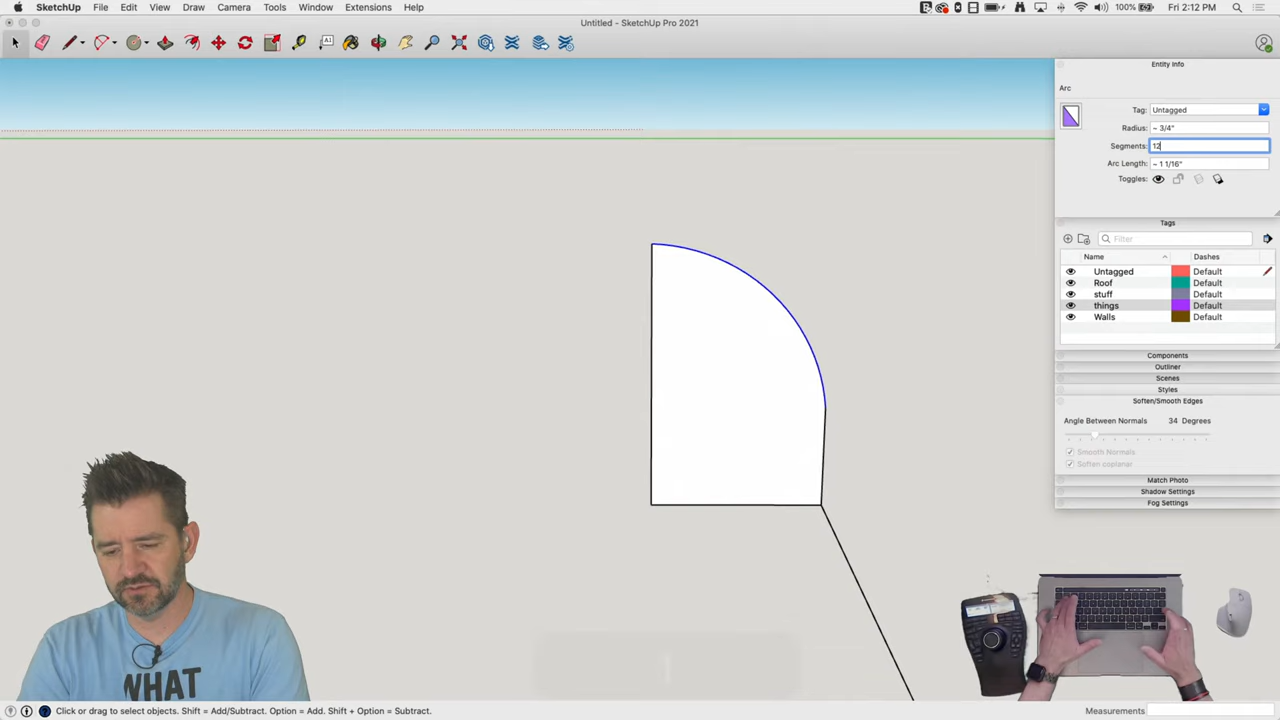 SketchUp File Edit View Draw Camera Tools Window Extensions Help 100% Fri 2:12 PM
Untitled - SketchUp Pro 2021
Entity Info
Arc
Tag: Untagged
Radius: ~ 3/4"
Segments: 12
Arc Length: ~ 1 1/16"
Toggles:
Tags
Filter
Name Dashes
Untagged Default
Roof Default
stuff Default
things Default
Walls Default
Components
Outliner
Scenes
Styles
Soften/Smooth Edges
Angle Between Normals 34 Degrees
Smooth Normals
Soften coplanar
Match Photo
Shadow Settings
Fog Settings
WHAT
Click or drag to select objects. Shift = Add/Subtract. Option = Add. Shift + Option = Subtract.
Measurements